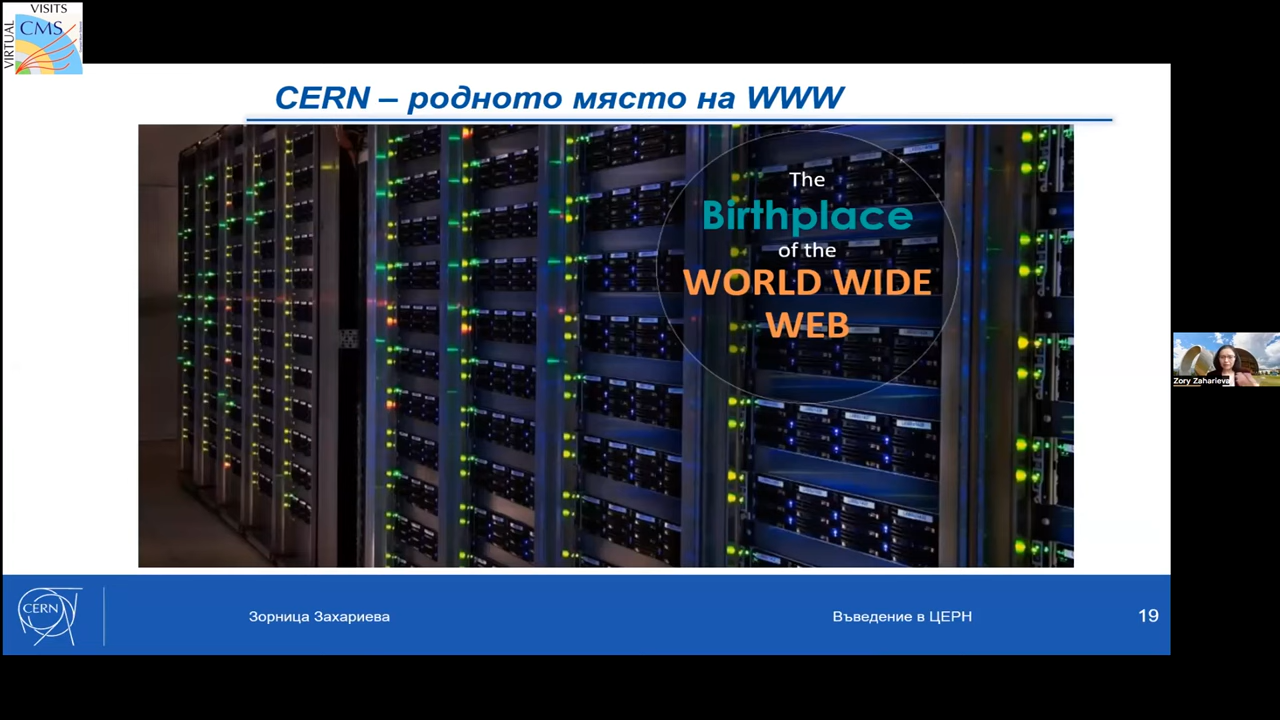 VISITS
CMS
VIRTUAL
CERN – родното място на WWW
The
Birthplace
of the
WORLD WIDE
WEB
Zory Zaharieva
CERN
Зорница Захариева
Въведение в ЦЕРН
19